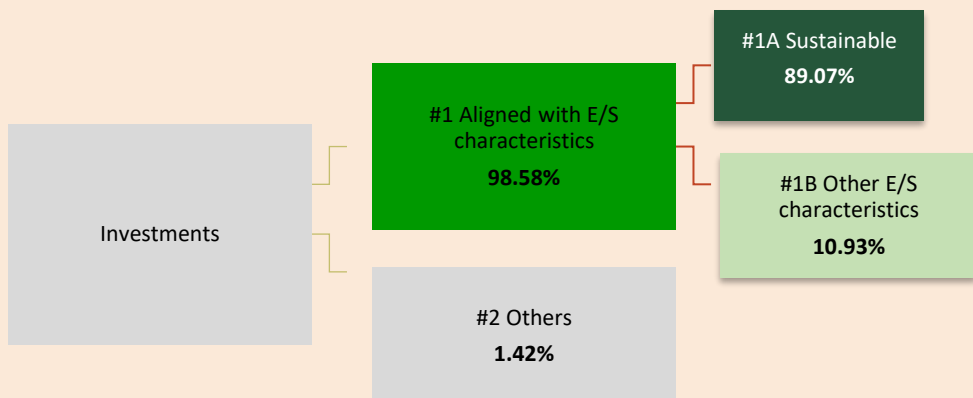 Investments
#1 Aligned with E/S
characteristics
98.58%
#2 Others
1.42%
#1A Sustainable
89.07%
#1B Other E/S
characteristics
10.93%